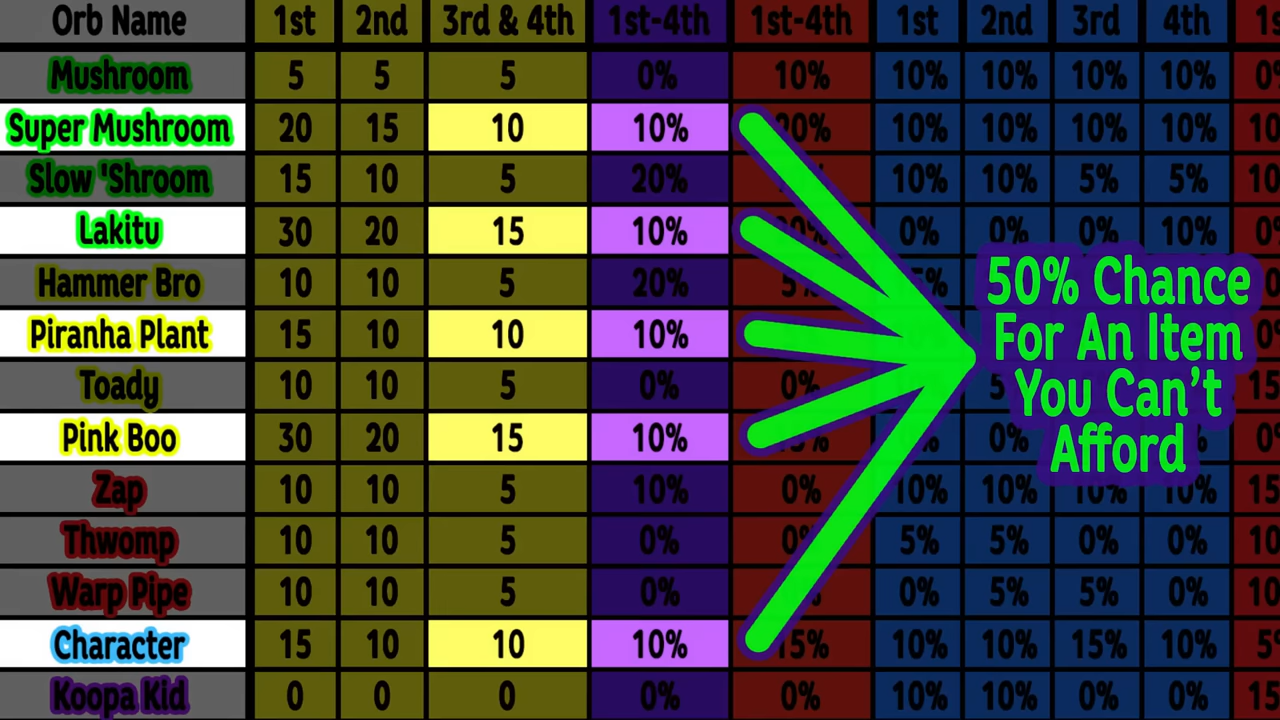 Orb Name 1st 2nd 3rd & 4th 1st-4th 1st-4th 1st 2nd 3rd 4th
Mushroom 5 5 5 0% 10% 10% 10% 10% 10%
Super Mushroom 20 15 10 10% 20% 10% 10% 10% 10%
Slow 'Shroom 15 10 5 20% 10% 10% 5% 5%
Lakitu 30 20 15 10% 0% 0% 0% 10%
Hammer Bro 10 10 5 20% 5%
Piranha Plant 15 10 10 10%
Toady 10 10 5 0% 0%
Pink Boo 30 20 15 10% 0%
Zap 10 10 5 10% 0% 10% 10% 10% 10%
Thwomp 10 10 5 0% 5% 5% 0% 0%
Warp Pipe 10 10 5 0% 0% 5% 5% 0%
Character 15 10 10 10% 15% 10% 10% 15% 10%
Koopa Kid 0 0 0 0% 0% 10% 10% 0% 0%
50% Chance
For An Item
You Can't
Afford